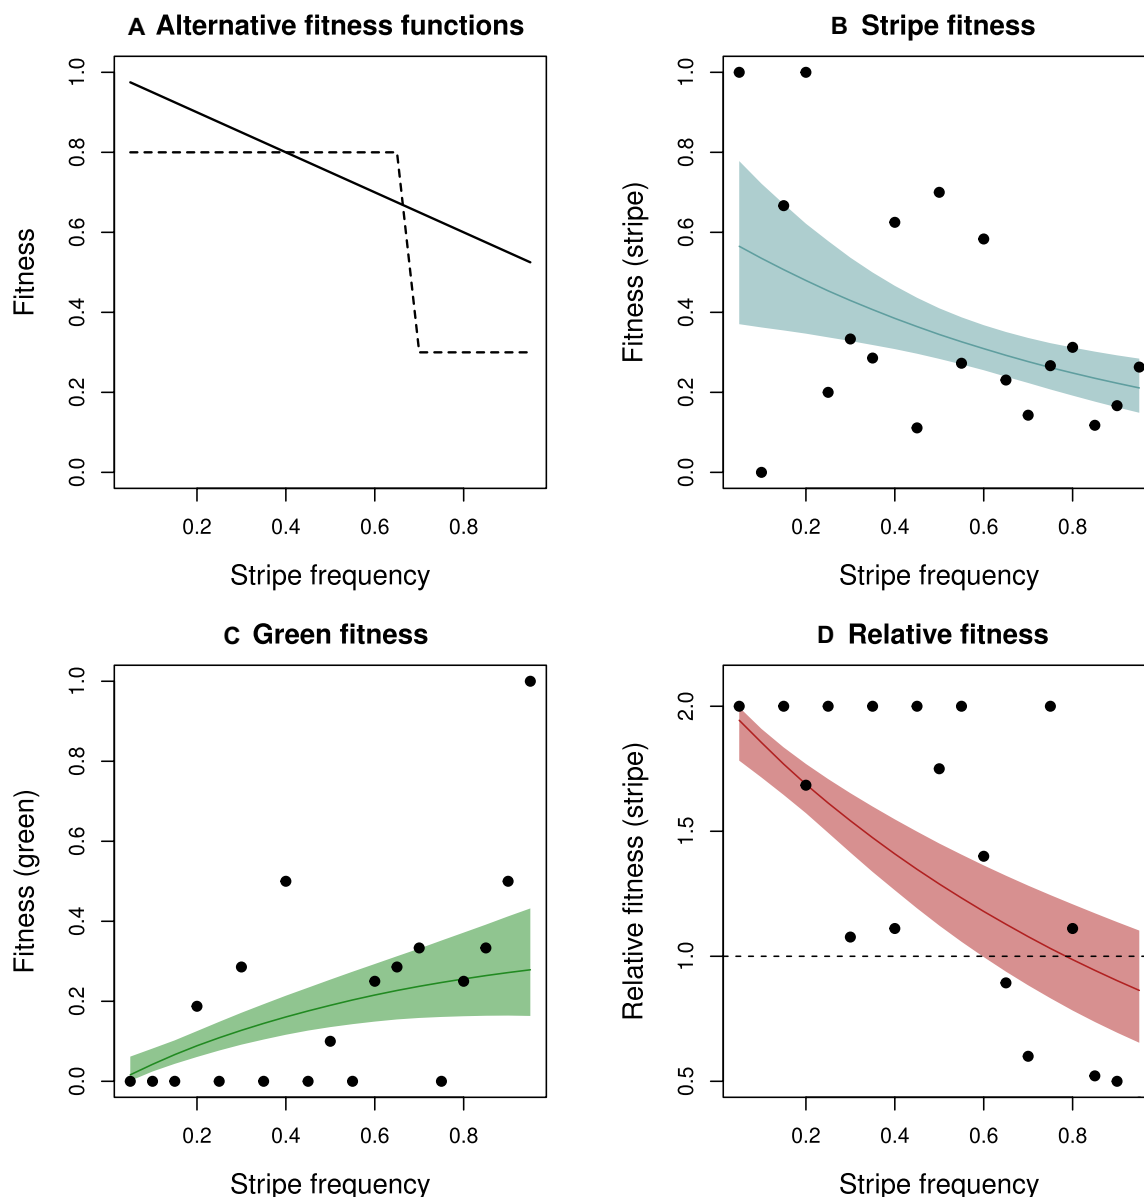 A Alternative fitness functions
Fitness
1.0
0.8
0.6
0.4
0.2
0.0
0.2 0.4 0.6 0.8
Stripe frequency
B Stripe fitness
Fitness (stripe)
1.0
0.8
0.6
0.4
0.2
0.0
0.2 0.4 0.6 0.8
Stripe frequency
C Green fitness
Fitness (green)
1.0
0.8
0.6
0.4
0.2
0.0
0.2 0.4 0.6 0.8
Stripe frequency
D Relative fitness
Relative fitness (stripe)
2.0
1.5
1.0
0.5
0.2 0.4 0.6 0.8
Stripe frequency